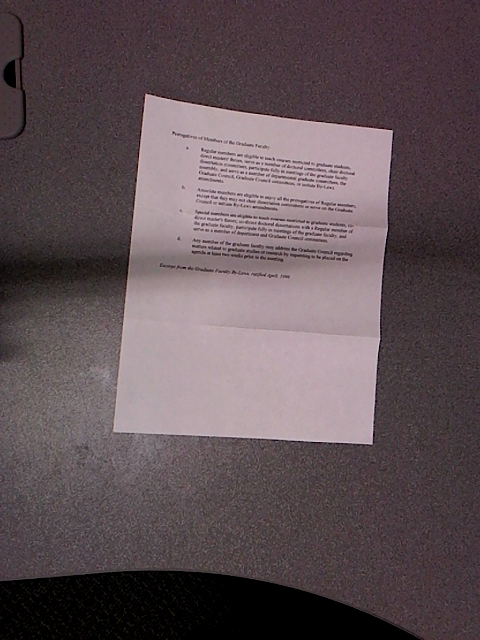 Prerogatives of Members of the Graduate Faculty
a. Regular members are eligible to teach courses restricted to graduate students,
direct masters' theses, serve as a member of doctoral committees, chair doctoral
dissertation committees, participate fully in meetings of the graduate faculty
assembly, and serve as a member of departmental graduate committees, the
Graduate Council, Graduate Council committees, or initiate By-Laws
amendments.
b. Associate members are eligible to enjoy all the prerogatives of Regular members,
except that they may not chair dissertation committees or serve on the Graduate
Council or initiate By-Laws amendments.
c. Special members are eligible to teach courses restricted to graduate students, co-
direct master's theses; co-direct doctoral dissertations with a Regular member of
the graduate faculty, participate fully in meetings of the graduate faculty, and
serve as a member of department and Graduate Council committees.
d. Any member of the graduate faculty may address the Graduate Council regarding
matters related to graduate studies or research by requesting to be placed on the
agenda at least two weeks prior to the meeting.
Excerpt from the Graduate Faculty By-Laws, ratified April,